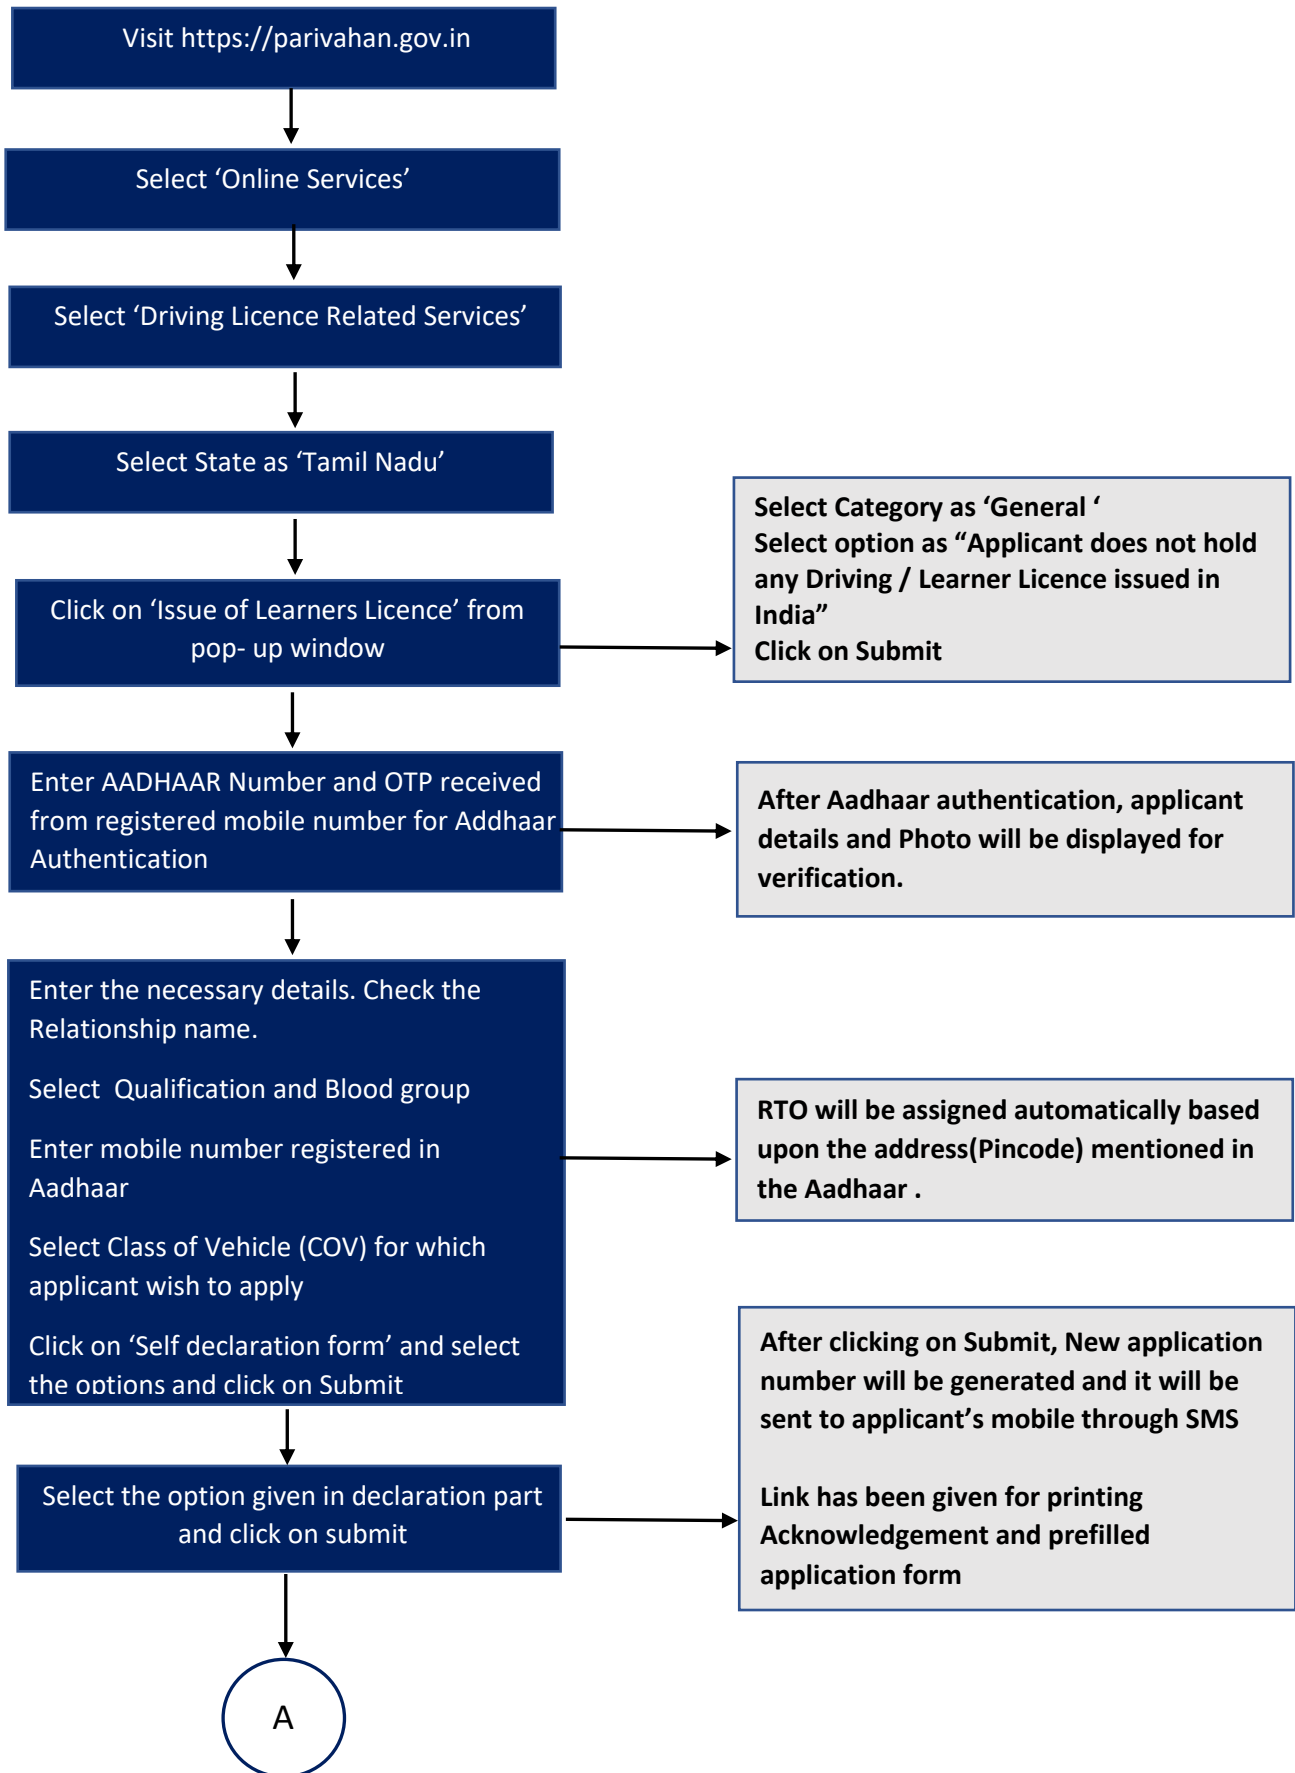 Visit https://parivahan.gov.in
Select ‘Online Services’
Select ‘Driving Licence Related Services’
Select State as ‘Tamil Nadu’
Click on ‘Issue of Learners Licence’ from
pop- up window
Select Category as ‘General ‘
Select option as “Applicant does not hold
any Driving / Learner Licence issued in
India”
Click on Submit
Enter AADHAAR Number and OTP received
from registered mobile number for Addhaar
Authentication
After Aadhaar authentication, applicant
details and Photo will be displayed for
verification.
Enter the necessary details. Check the
Relationship name.
Select  Qualification and Blood group
Enter mobile number registered in
Aadhaar
Select Class of Vehicle (COV) for which
applicant wish to apply
Click on ‘Self declaration form’ and select
the options and click on Submit
RTO will be assigned automatically based
upon the address(Pincode) mentioned in
the Aadhaar .
Select the option given in declaration part
and click on submit
After clicking on Submit, New application
number will be generated and it will be
sent to applicant’s mobile through SMS
Link has been given for printing
Acknowledgement and prefilled
application form
A